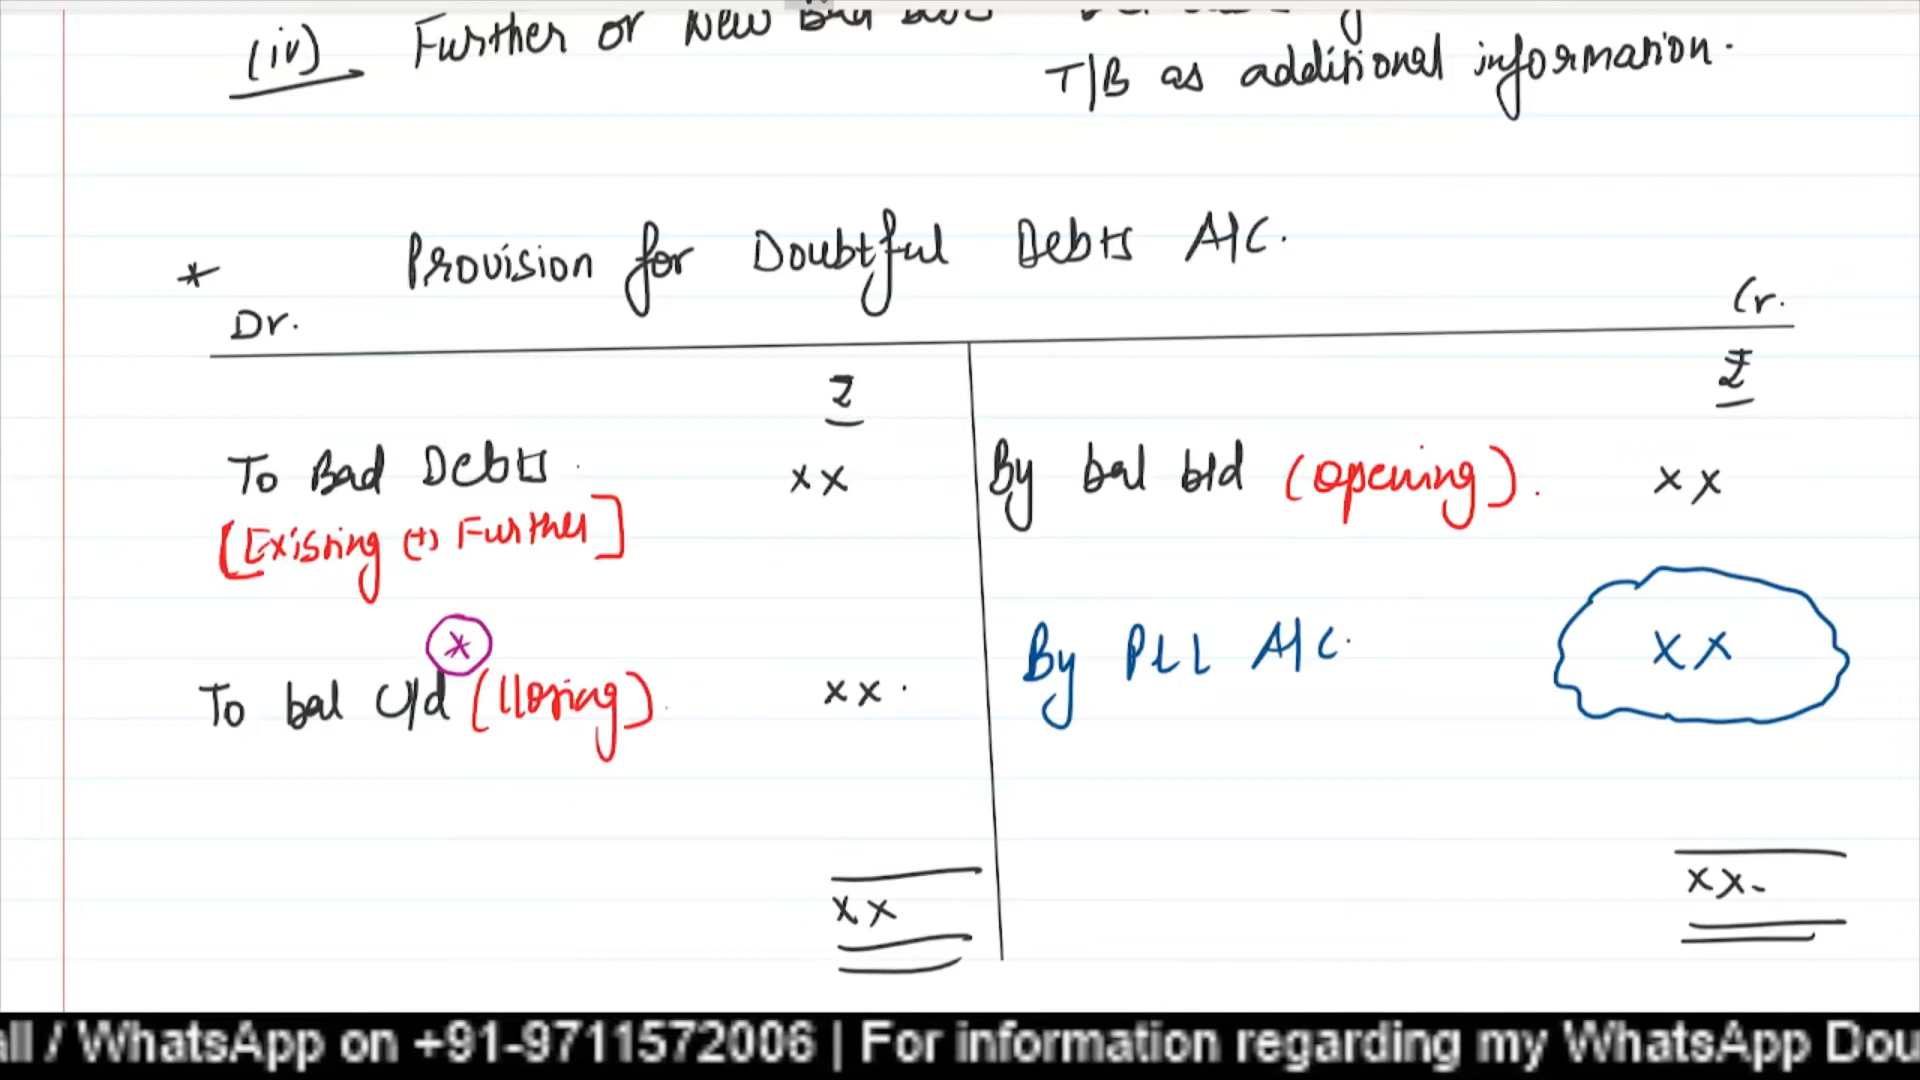 (iv) Further or New Bad
T/B as additional information.
* Provision for Doubtful Debts A/C.
Dr. Cr.
₹ ₹
To Bad Debts. xx By bal b/d (opening). xx
[Existing (+) Further]
*
To bal c/d (closing). xx. By P&L A/C. xx
xx xx.
all / WhatsApp on +91-9711572006 | For information regarding my WhatsApp Dou